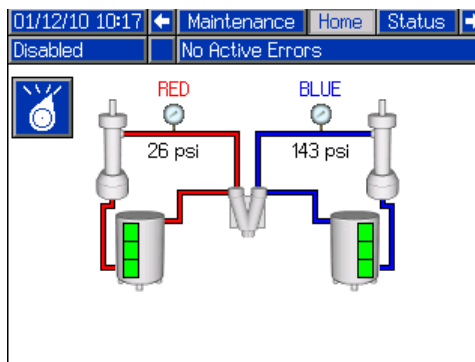 01/12/10 10:17 Maintenance Home Status
Disabled No Active Errors
RED BLUE
26 psi 143 psi